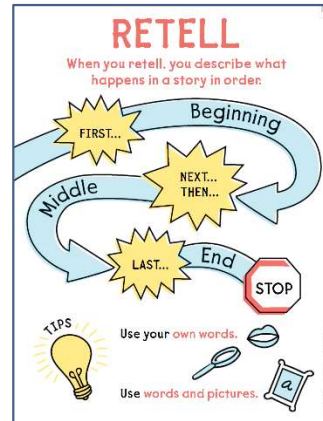 RETELL
When you retell, you describe what
happens in a story in order.
Beginning
FIRST...
NEXT...
THEN...
Middle
LAST...
End
STOP
TIPS
Use your own words.
a
Use words and pictures.